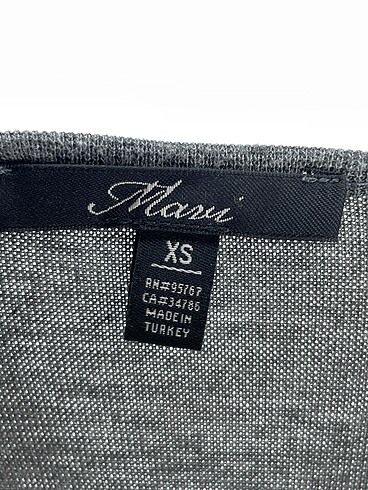 Mavi
XS
RN#95767
CA#34786
MADE IN
TURKEY